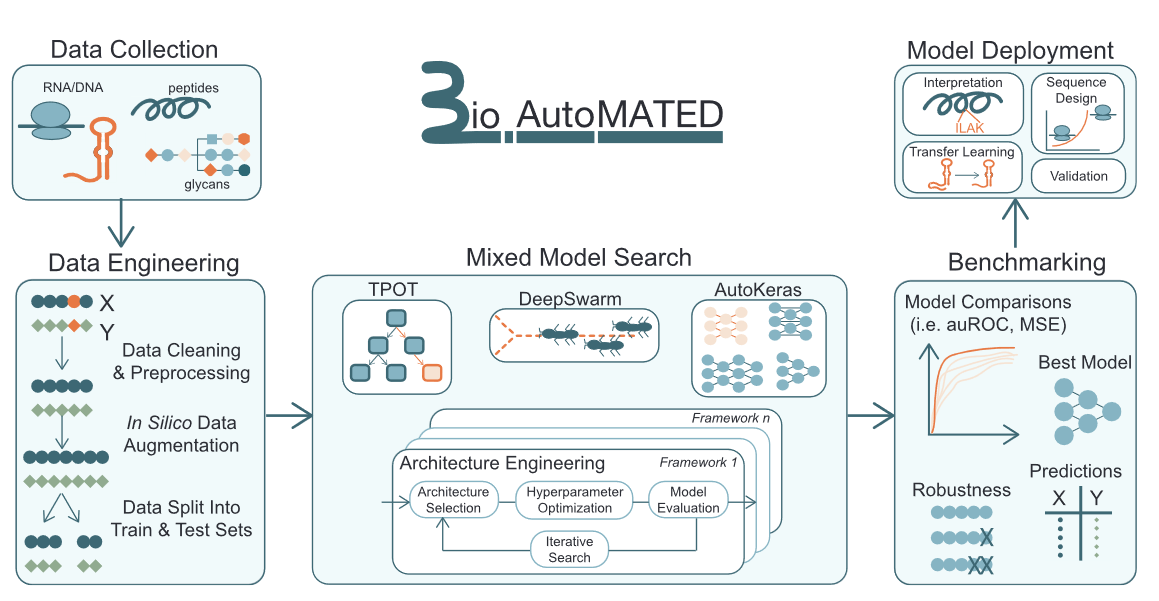 Data Collection
RNA/DNA
peptides
glycans
Bio.AutoMATED
Model Deployment
Interpretation
ILAK
Sequence
Design
Transfer Learning
Validation
Data Engineering
X
Y
Data Cleaning
& Preprocessing
In Silico Data
Augmentation
Data Split Into
Train & Test Sets
Mixed Model Search
TPOT
DeepSwarm
AutoKeras
Framework n
Architecture Engineering
Framework 1
Architecture
Selection
Hyperparameter
Optimization
Model
Evaluation
Iterative
Search
Benchmarking
Model Comparisons
(i.e. auROC, MSE)
Best Model
Robustness
X
XX
Predictions
X Y